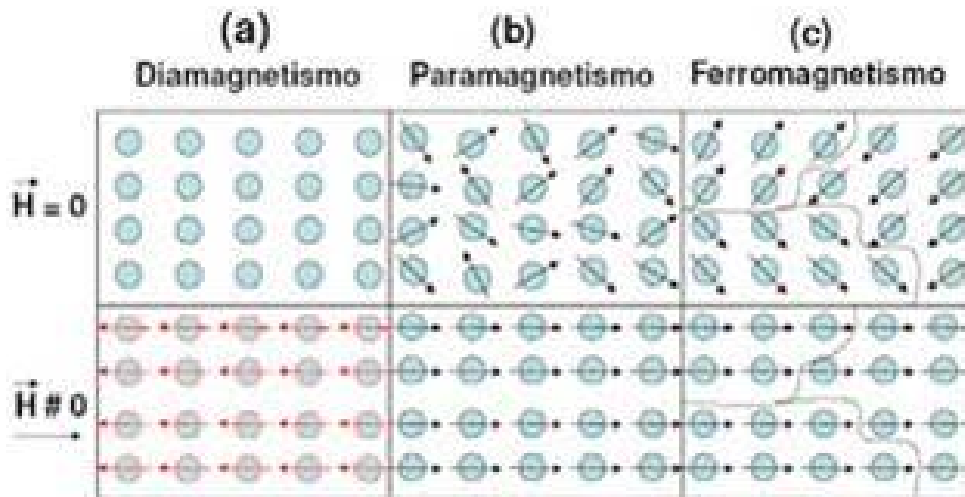 (a) (b) (c)
Diamagnetismo Paramagnetismo Ferromagnetismo
H = 0
H # 0